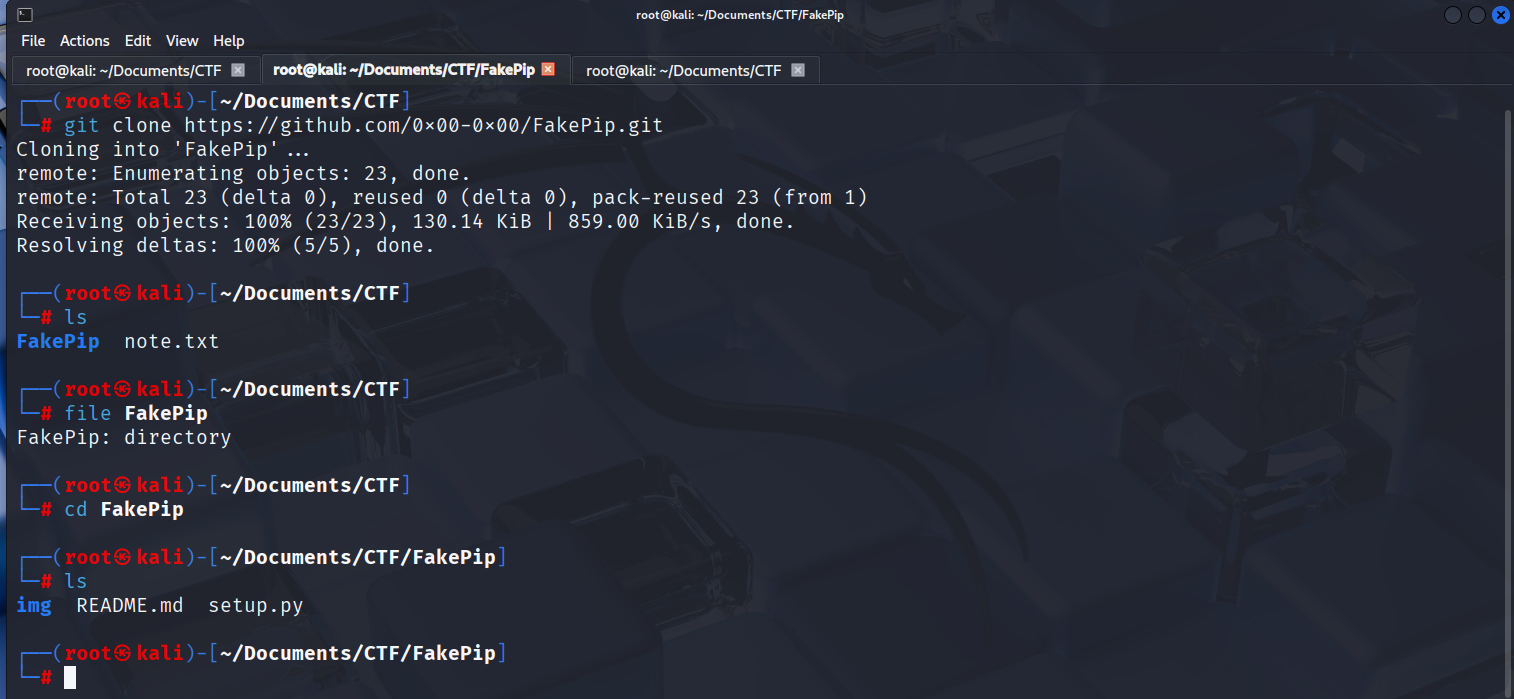 root@kali: ~/Documents/CTF/FakePip
File Actions Edit View Help
root@kali: ~/Documents/CTF root@kali: ~/Documents/CTF/FakePip root@kali: ~/Documents/CTF
┌──(root㉿kali)-[~/Documents/CTF]
└─# git clone https://github.com/0×00-0×00/FakePip.git
Cloning into 'FakePip'...
remote: Enumerating objects: 23, done.
remote: Total 23 (delta 0), reused 0 (delta 0), pack-reused 23 (from 1)
Receiving objects: 100% (23/23), 130.14 KiB | 859.00 KiB/s, done.
Resolving deltas: 100% (5/5), done.
┌──(root㉿kali)-[~/Documents/CTF]
└─# ls
FakePip note.txt
┌──(root㉿kali)-[~/Documents/CTF]
└─# file FakePip
FakePip: directory
┌──(root㉿kali)-[~/Documents/CTF]
└─# cd FakePip
┌──(root㉿kali)-[~/Documents/CTF/FakePip]
└─# ls
img README.md setup.py
┌──(root㉿kali)-[~/Documents/CTF/FakePip]
└─#